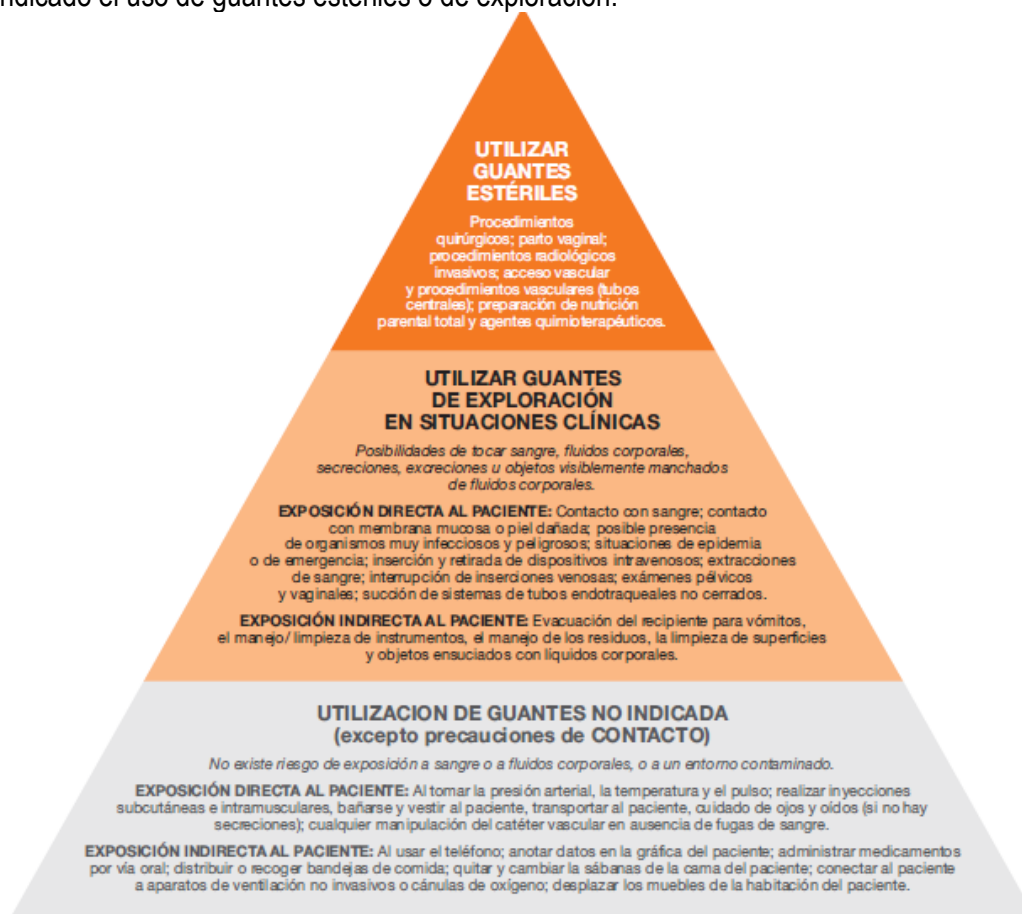 indicado el uso de guantes estériles o de exploración.
UTILIZAR
GUANTES
ESTÉRILES
Procedimientos
quirúrgicos; parto vaginal;
procedimientos radiológicos
invasivos; acceso vascular
y procedimientos vasculares (tubos
centrales); preparación de nutrición
parental total y agentes quimioterapéuticos.
UTILIZAR GUANTES
DE EXPLORACIÓN
EN SITUACIONES CLÍNICAS
Posibilidades de tocar sangre, fluidos corporales,
secreciones, excreciones u objetos visiblemente manchados
de fluidos corporales.
EXPOSICIÓN DIRECTA AL PACIENTE: Contacto con sangre; contacto
con membrana mucosa o piel dañada; posible presencia
de organismos muy infecciosos y peligrosos; situaciones de epidemia
o de emergencia; inserción y retirada de dispositivos intravenosos; extracciones
de sangre; interrupción de inserciones venosas; exámenes pélvicos
y vaginales; succión de sistemas de tubos endotraqueales no cerrados.
EXPOSICIÓN INDIRECTA AL PACIENTE: Evacuación del recipiente para vómitos,
el manejo/ limpieza de instrumentos, el manejo de los residuos, la limpieza de superficies
y objetos ensuciados con líquidos corporales.
UTILIZACION DE GUANTES NO INDICADA
(excepto precauciones de CONTACTO)
No existe riesgo de exposición a sangre o a fluidos corporales, o a un entorno contaminado.
EXPOSICIÓN DIRECTA AL PACIENTE: Al tomar la presión arterial, la temperatura y el pulso; realizar inyecciones
subcutáneas e intramusculares, bañarse y vestir al paciente, transportar al paciente, cuidado de ojos y oídos (si no hay
secreciones); cualquier manipulación del catéter vascular en ausencia de fugas de sangre.
EXPOSICIÓN INDIRECTA AL PACIENTE: Al usar el teléfono; anotar datos en la gráfica del paciente; administrar medicamentos
por vía oral; distribuir o recoger bandejas de comida; quitar y cambiar la sábanas de la cama del paciente; conectar al paciente
a aparatos de ventilación no invasivos o cánulas de oxígeno; desplazar los muebles de la habitación del paciente.